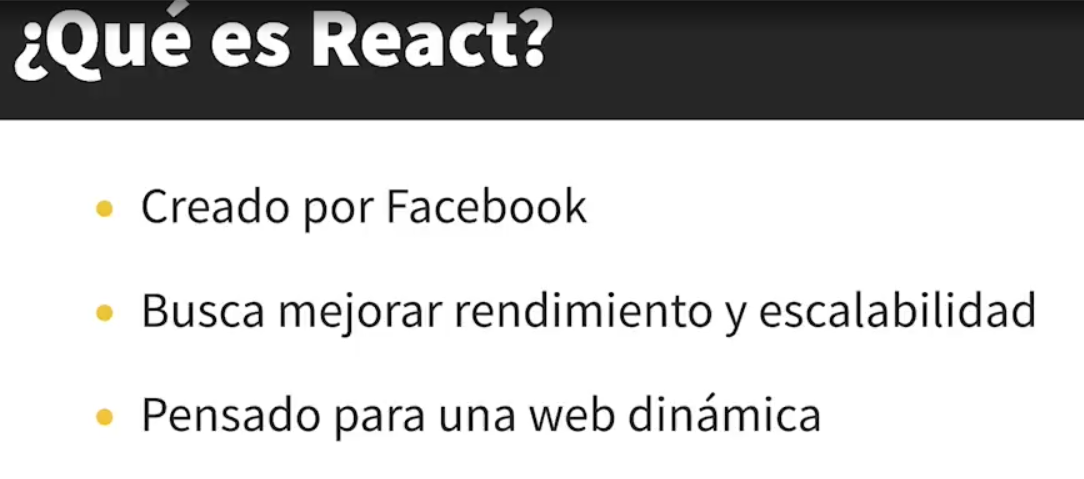 ¿Qué es React?
Creado por Facebook
Busca mejorar rendimiento y escalabilidad
Pensado para una web dinámica